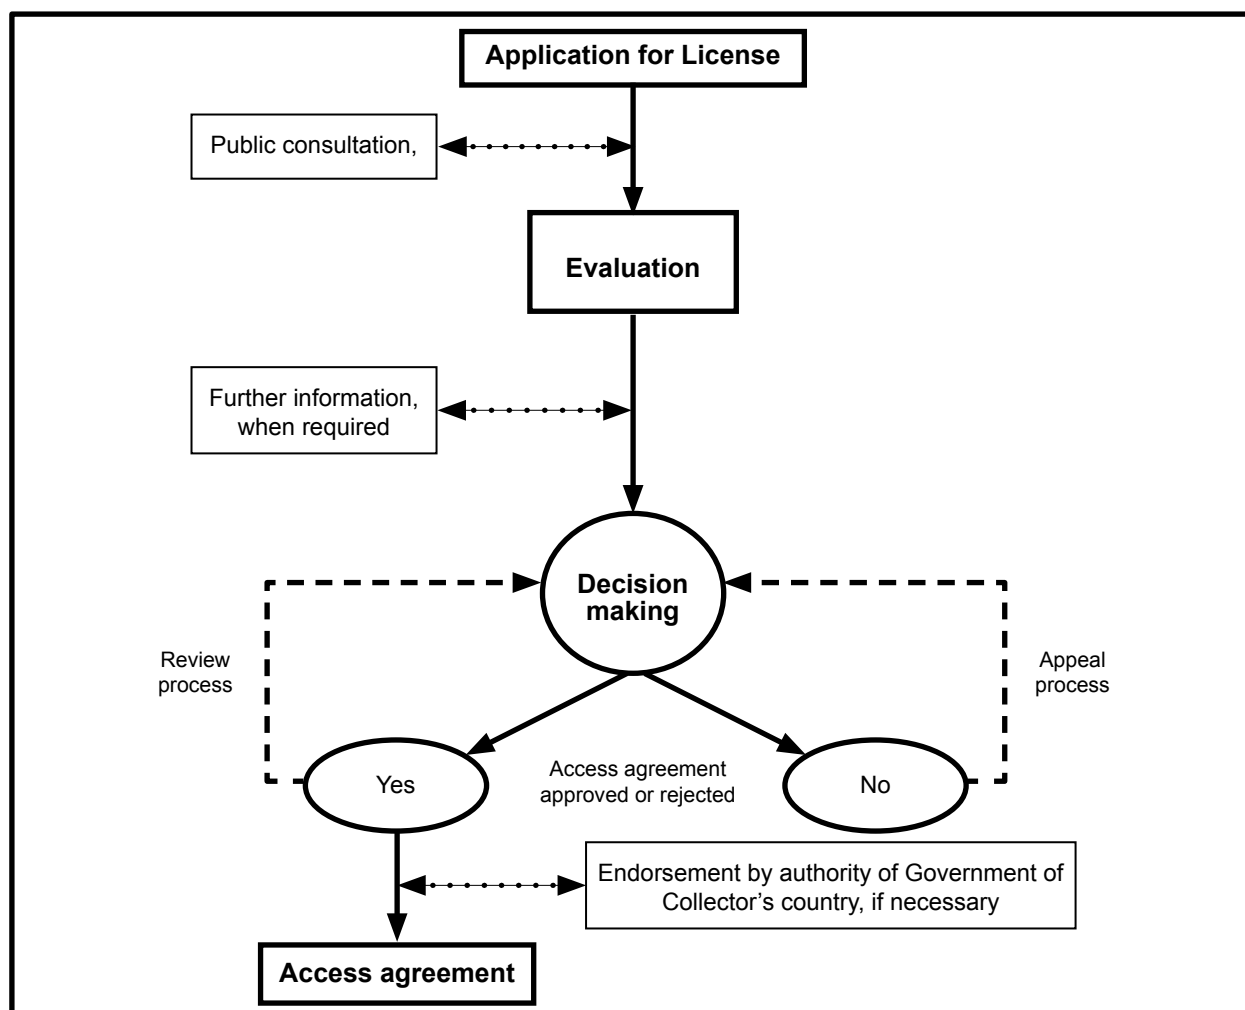 Application for License
Public consultation,
Evaluation
Further information,
when required
Decision
making
Review
process
Appeal
process
Yes
Access agreement
approved or rejected
No
Endorsement by authority of Government of
Collector’s country, if necessary
Access agreement